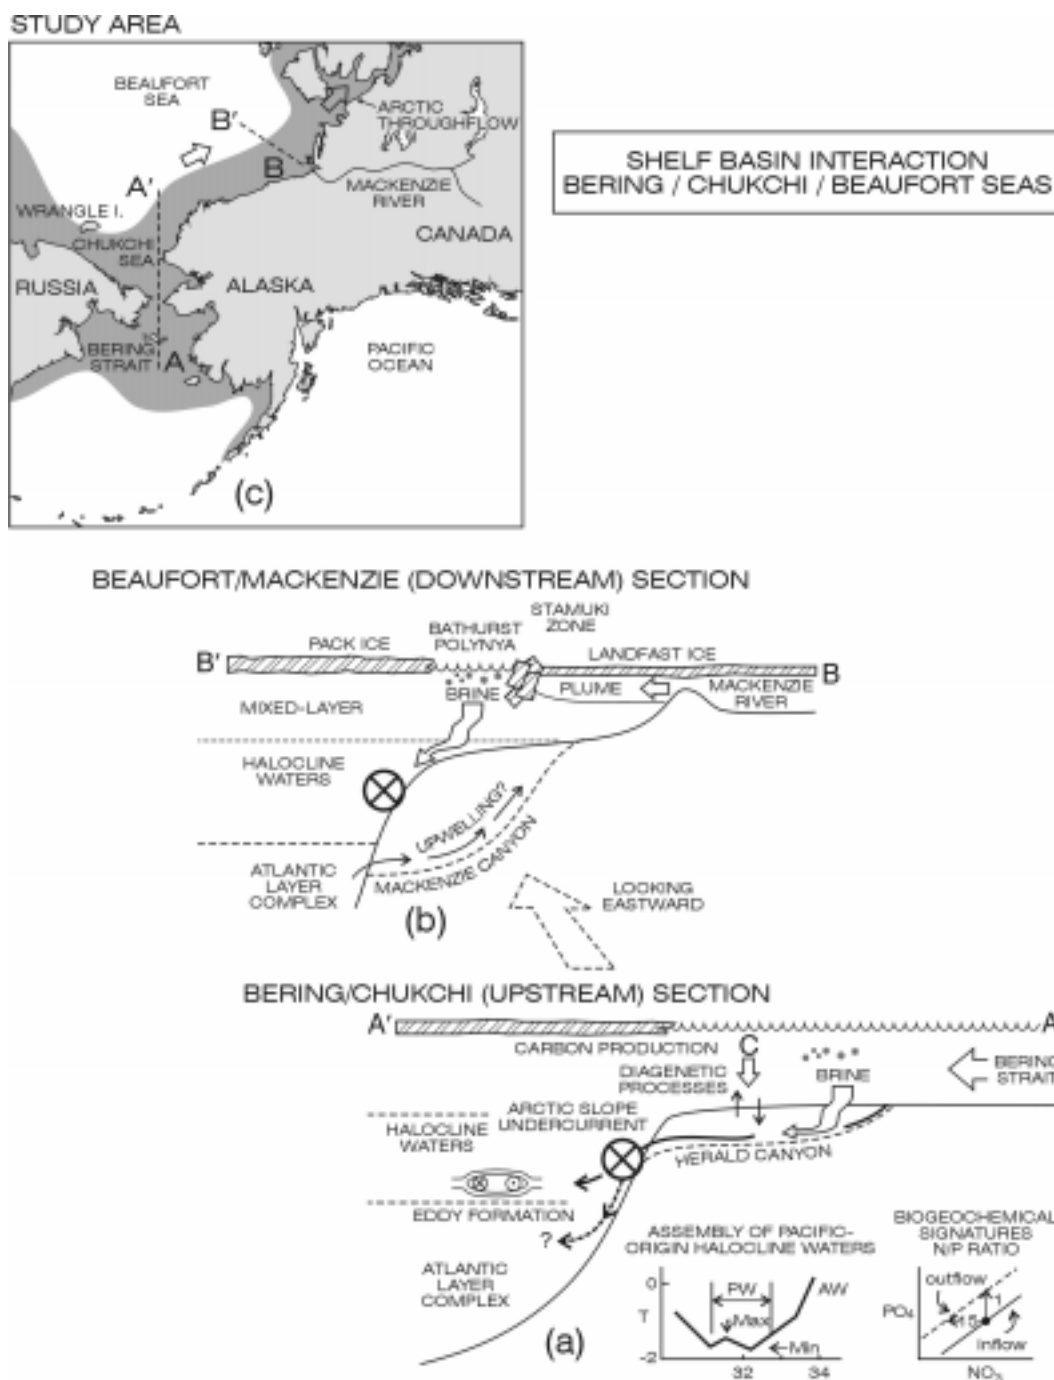 STUDY AREA
BEAUFORT
SEA
B'
ARCTIC
THROUGHFLOW
B
A'
MACKENZIE
RIVER
WRANGLE I.
CHUKCHI
SEA
CANADA
RUSSIA
ALASKA
BERING
STRAIT
A
PACIFIC
OCEAN
(c)
SHELF BASIN INTERACTION
BERING / CHUKCHI / BEAUFORT SEAS
BEAUFORT/MACKENZIE (DOWNSTREAM) SECTION
STAMUKI
ZONE
BATHURST
POLYNYA
PACK ICE
LANDFAST ICE
B'
B
BRINE
PLUME
MACKENZIE
RIVER
MIXED-LAYER
HALOCLINE
WATERS
UPWELLING?
MACKENZIE CANYON
ATLANTIC
LAYER
COMPLEX
(b)
LOOKING
EASTWARD
BERING/CHUKCHI (UPSTREAM) SECTION
A'
A
CARBON PRODUCTION
C
DIAGENETIC
PROCESSES
BRINE
BERING
STRAIT
ARCTIC SLOPE
UNDERCURRENT
HALOCLINE
WATERS
HERALD CANYON
EDDY FORMATION
?
ATLANTIC
LAYER
COMPLEX
(a)
ASSEMBLY OF PACIFIC-
ORIGIN HALOCLINE WATERS
0
PW
AW
T
Max
Min
-2
32
34
BIOGEOCHEMICAL
SIGNATURES
N/P RATIO
outflow
1
PO₄
15
inflow
NO₃